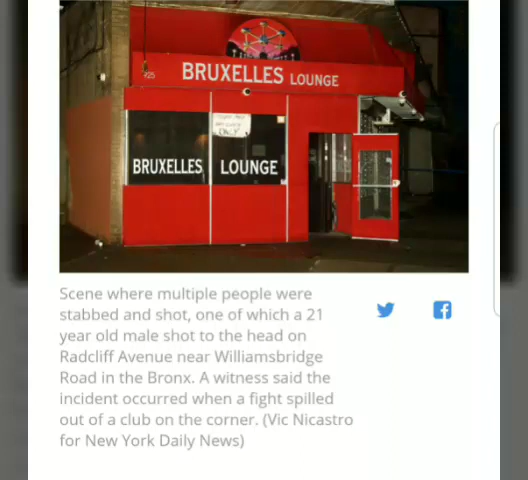 BRUXELLES LOUNGE
BRUXELLES LOUNGE
Scene where multiple people were
stabbed and shot, one of which a 21
year old male shot to the head on
Radcliff Avenue near Williamsbridge
Road in the Bronx. A witness said the
incident occurred when a fight spilled
out of a club on the corner. (Vic Nicastro
for New York Daily News)